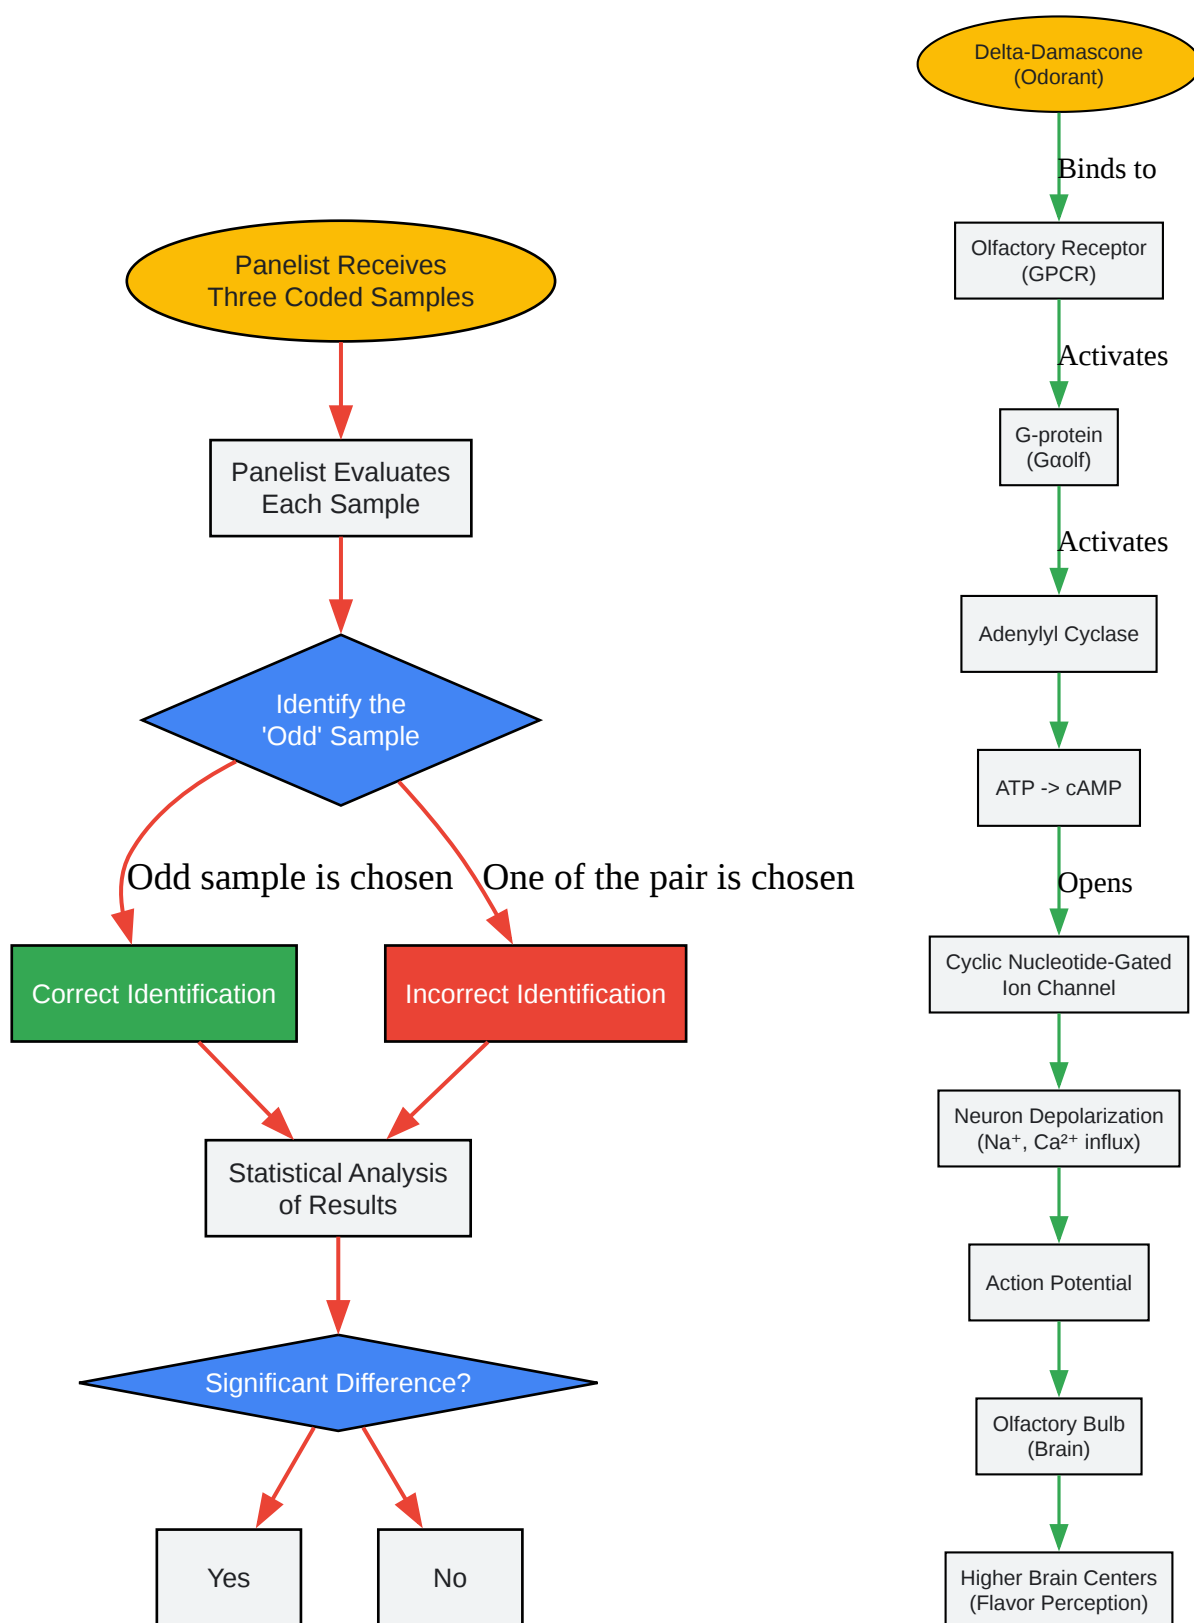 Panelist Receives
Three Coded Samples
Panelist Evaluates
Each Sample
Identify the
'Odd' Sample
Odd sample is chosen
One of the pair is chosen
Correct Identification
Incorrect Identification
Statistical Analysis
of Results
Significant Difference?
Yes
No
Delta-Damascone
(Odorant)
Binds to
Olfactory Receptor
(GPCR)
Activates
G-protein
(Gαolf)
Activates
Adenylyl Cyclase
ATP -> cAMP
Opens
Cyclic Nucleotide-Gated
Ion Channel
Neuron Depolarization
(Na⁺, Ca²⁺ influx)
Action Potential
Olfactory Bulb
(Brain)
Higher Brain Centers
(Flavor Perception)